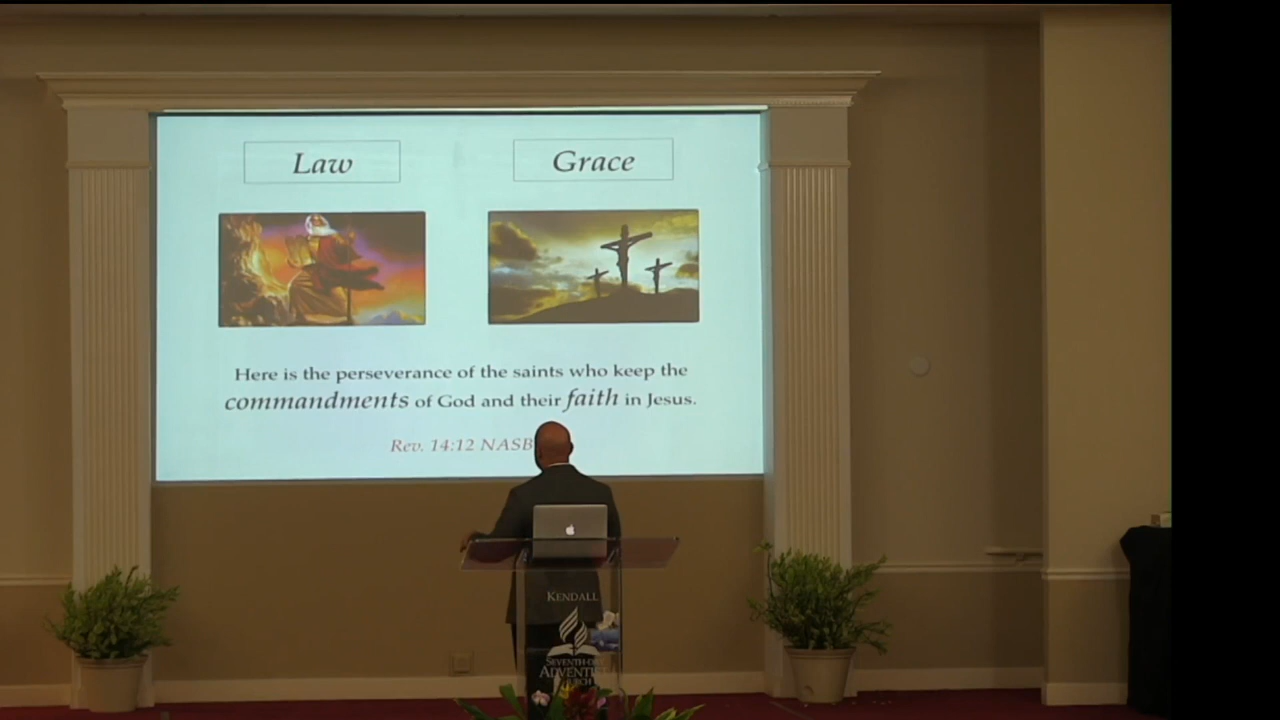 Law
Grace
Here is the perseverance of the saints who keep the
commandments of God and their faith in Jesus.
Rev. 14:12 NASB
KENDALL
SEVENTH-DAY
ADVENTIST
CHURCH